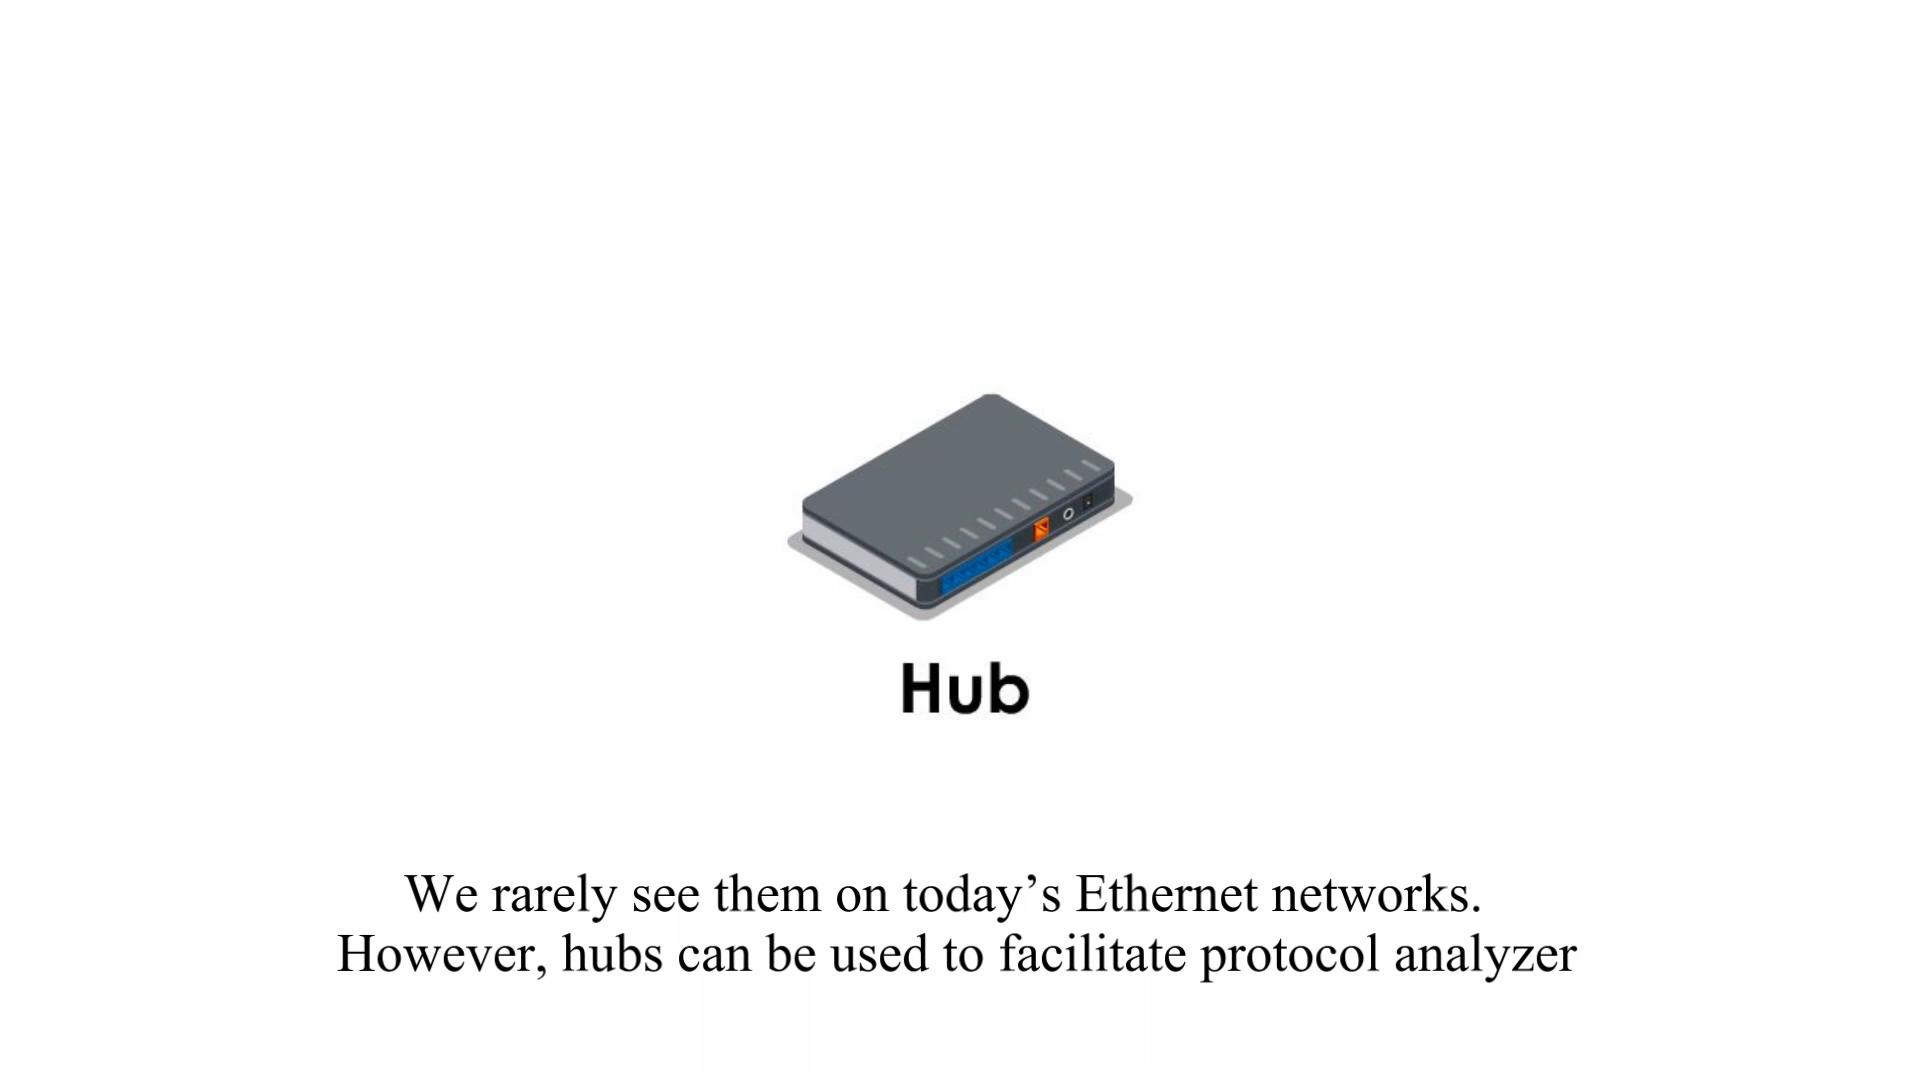 Hub
We rarely see them on today’s Ethernet networks.
However, hubs can be used to facilitate protocol analyzer